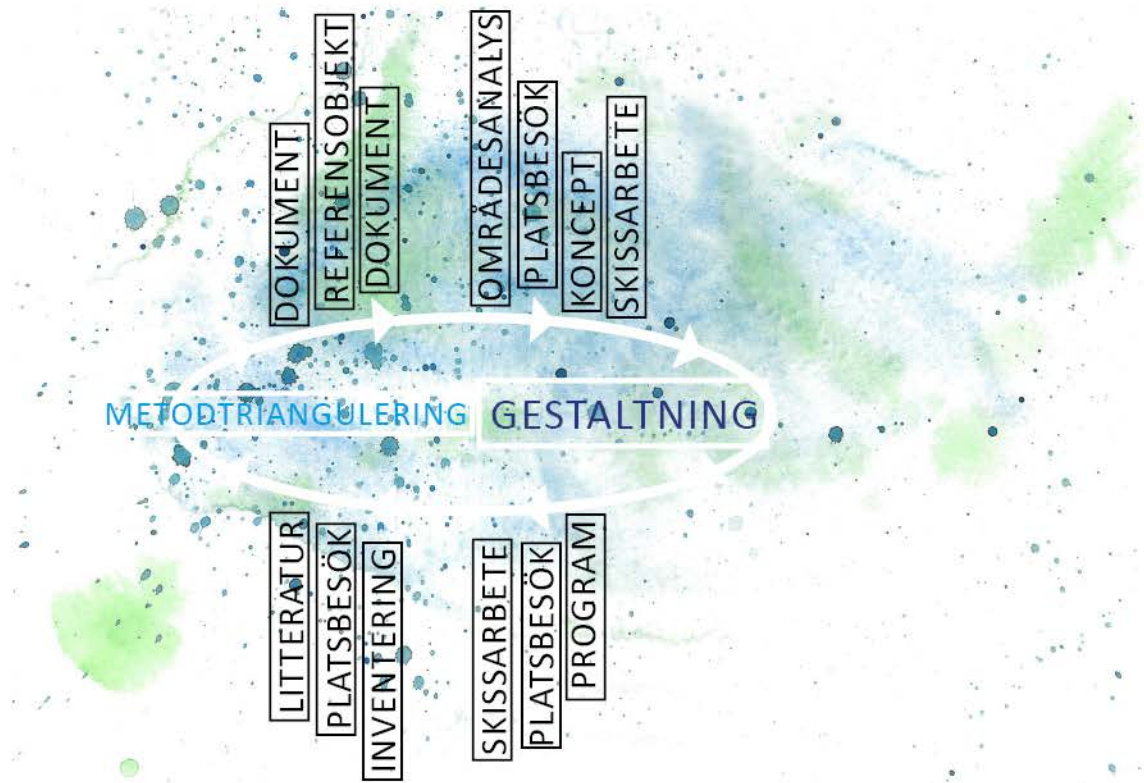 DOKUMENT
REFERENSOBJEKT
DOKUMENT
OMRÅDESANALYS
PLATSBESÖK
KONCEPT
SKISSARBETE
METODTRIANGULERING
GESTALTNING
LITTERATUR
PLATSBESÖK
INVENTERING
SKISSARBETE
PLATSBESÖK
PROGRAM